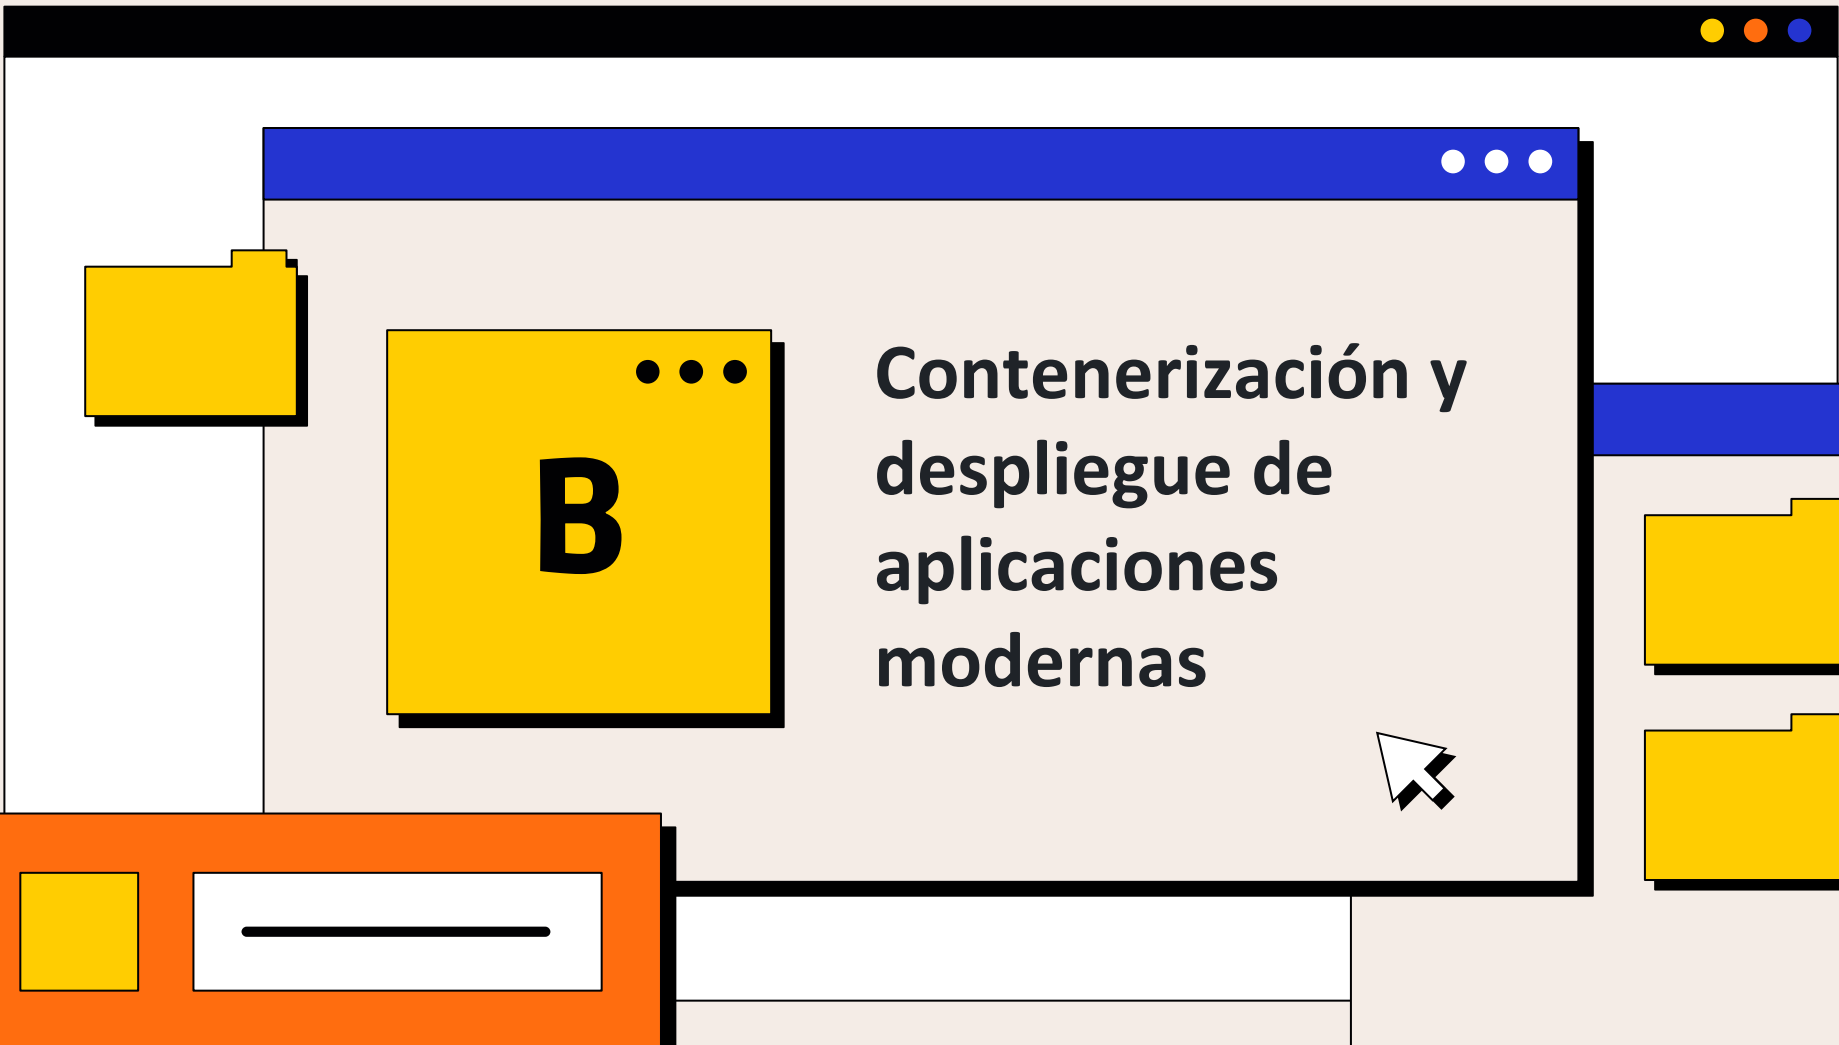 B
Contenerización y
despliegue de
aplicaciones
modernas